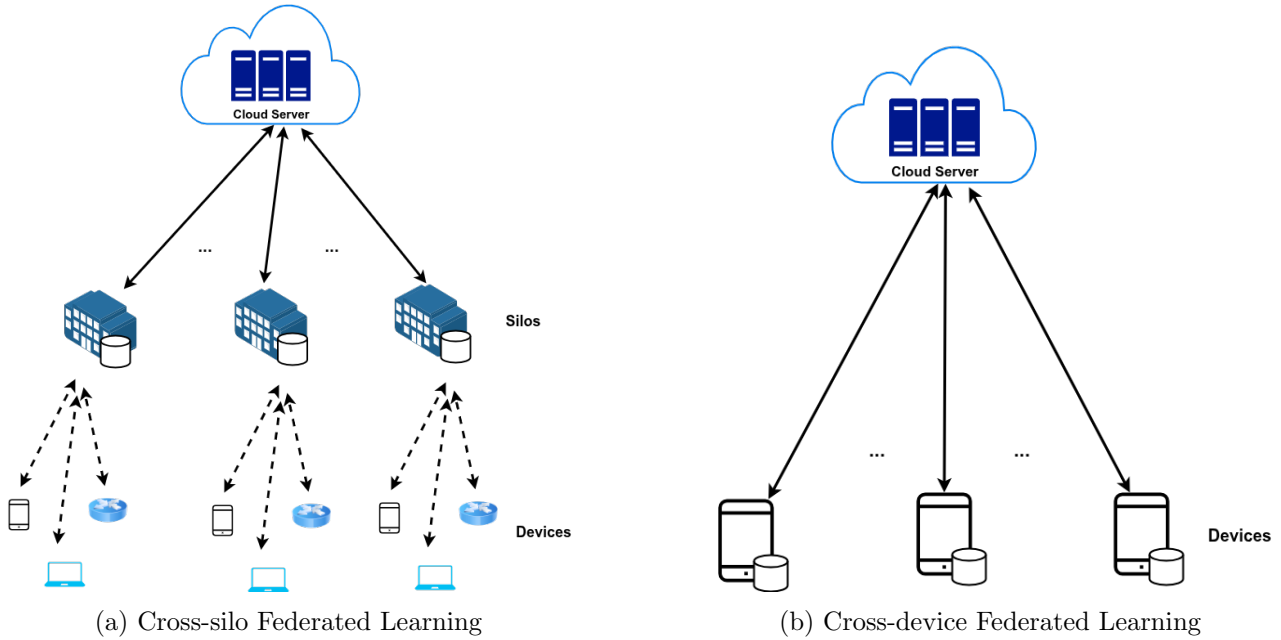 Cloud Server
...
...
Silos
Devices
(a) Cross-silo Federated Learning
Cloud Server
...
...
Devices
(b) Cross-device Federated Learning